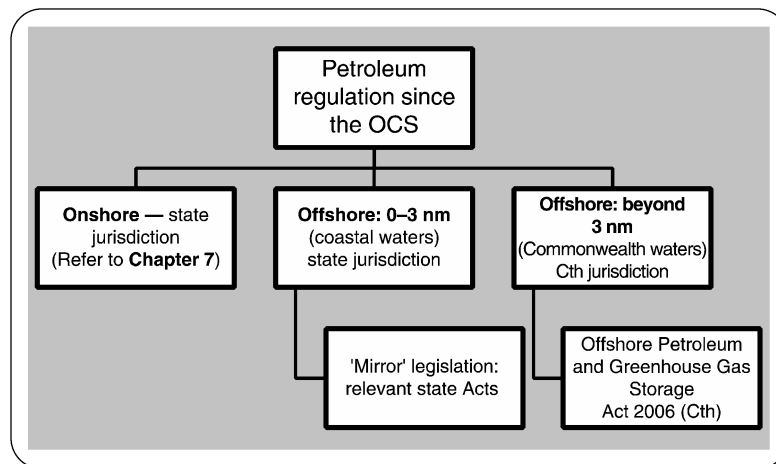 Petroleum
regulation since
the OCS
Onshore — state
jurisdiction
(Refer to Chapter 7)
Offshore: 0–3 nm
(coastal waters)
state jurisdiction
Offshore: beyond
3 nm
(Commonwealth waters)
Cth jurisdiction
'Mirror' legislation:
relevant state Acts
Offshore Petroleum
and Greenhouse Gas
Storage
Act 2006 (Cth)